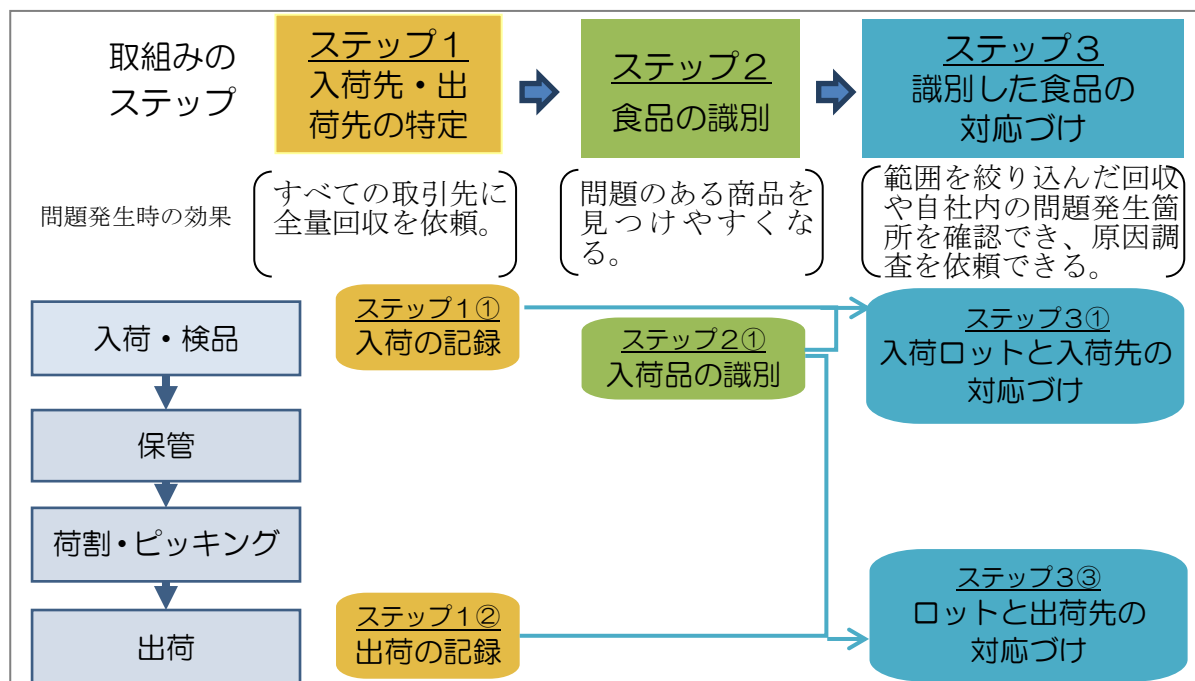 取組みの
ステップ
ステップ１
入荷先・出
荷先の特定
ステップ２
食品の識別
ステップ３
識別した食品の
対応づけ
問題発生時の効果
すべての取引先に
全量回収を依頼。
問題のある商品を
見つけやすくな
る。
範囲を絞り込んだ回収
や自社内の問題発生箇
所を確認でき、原因調
査を依頼できる。
入荷・検品
ステップ１①
入荷の記録
ステップ２①
入荷品の識別
ステップ３①
入荷ロットと入荷先の
対応づけ
保管
荷割・ピッキング
出荷
ステップ１②
出荷の記録
ステップ３③
ロットと出荷先の
対応づけ